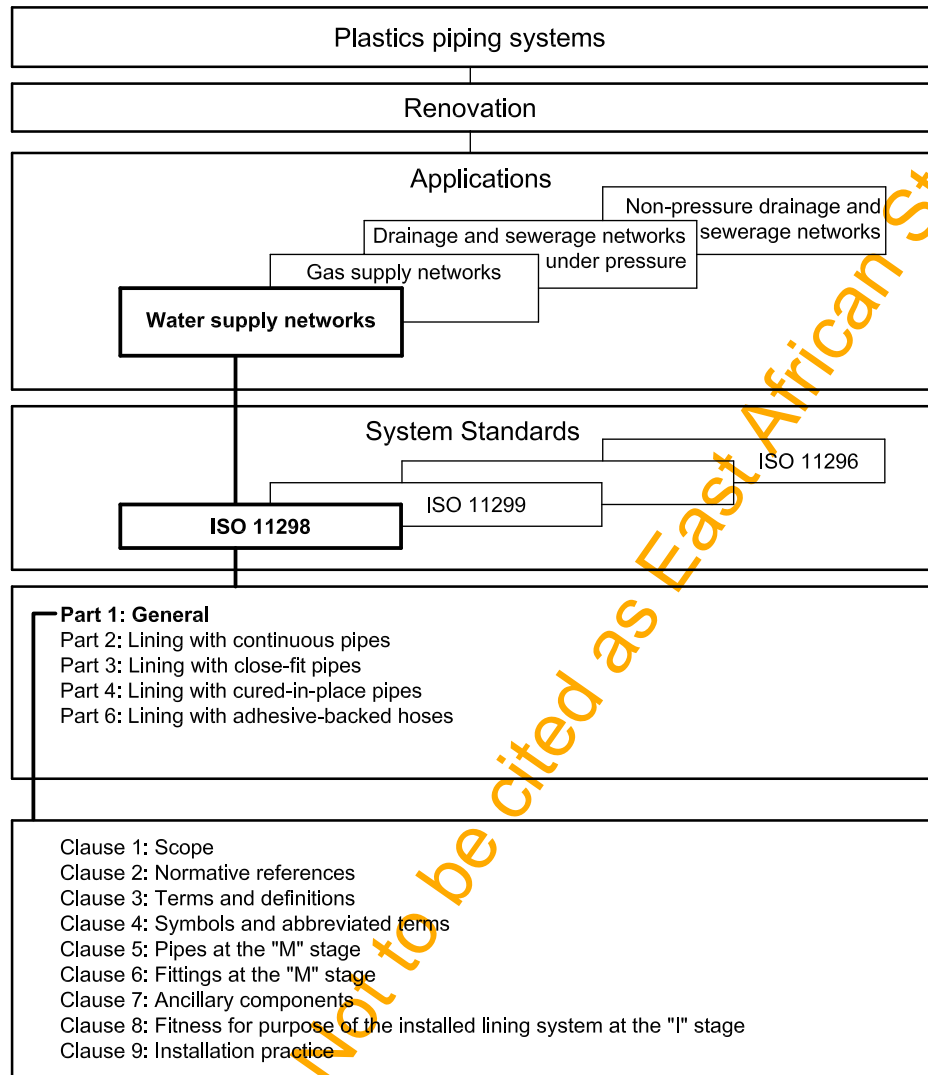 Plastics piping systems
Renovation
Applications
Non-pressure drainage and
sewerage networks
Drainage and sewerage networks
under pressure
Gas supply networks
Water supply networks
System Standards
ISO 11296
ISO 11299
ISO 11298
Part 1: General
Part 2: Lining with continuous pipes
Part 3: Lining with close-fit pipes
Part 4: Lining with cured-in-place pipes
Part 6: Lining with adhesive-backed hoses
Clause 1: Scope
Clause 2: Normative references
Clause 3: Terms and definitions
Clause 4: Symbols and abbreviated terms
Clause 5: Pipes at the "M" stage
Clause 6: Fittings at the "M" stage
Clause 7: Ancillary components
Clause 8: Fitness for purpose of the installed lining system at the "I" stage
Clause 9: Installation practice
Not to be cited as East African St